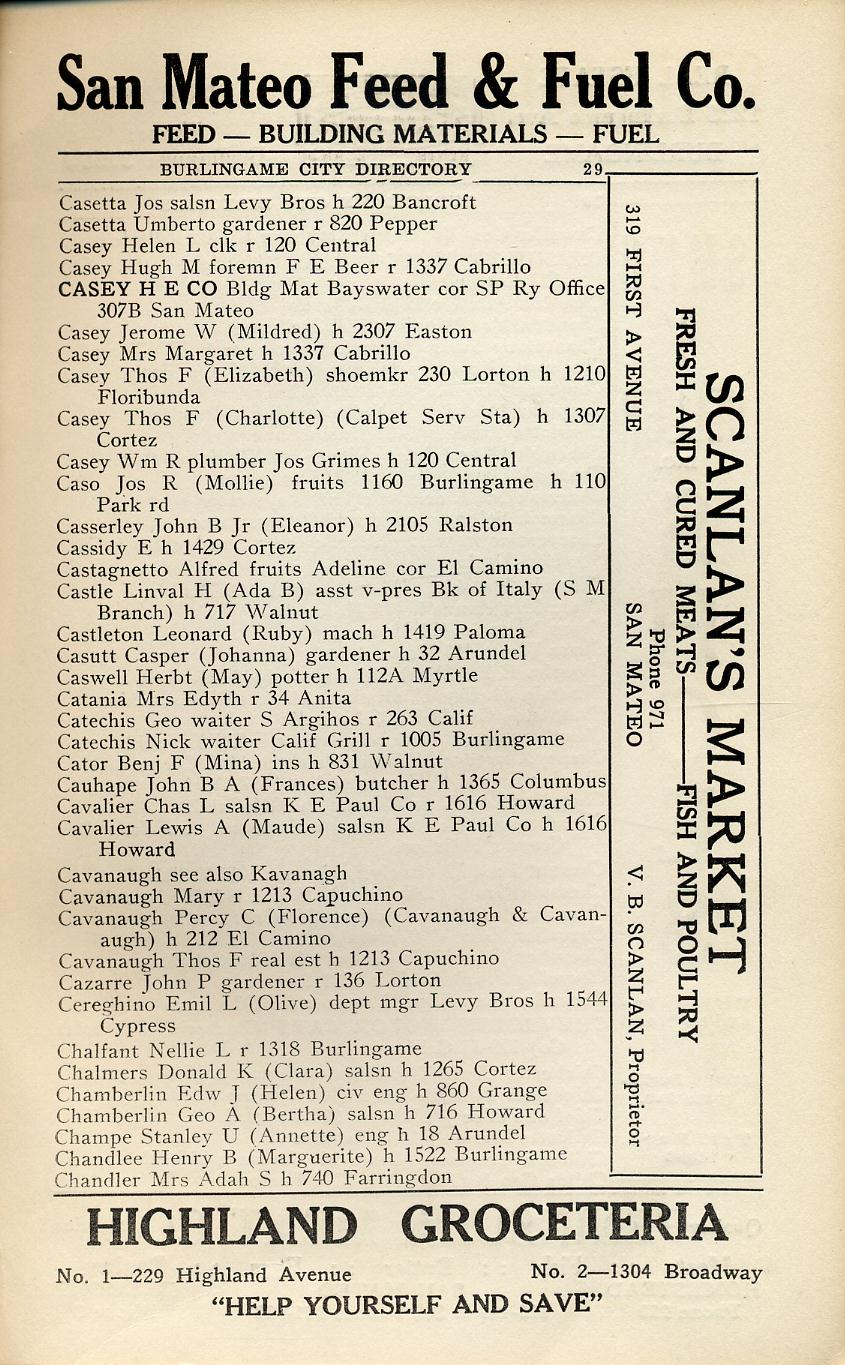 San Mateo Feed & Fuel Co.
FEED — BUILDING MATERIALS — FUEL
BURLINGAME CITY DIRECTORY 29
Casetta Jos salsn Levy Bros h 220 Bancroft
Casetta Umberto gardener r 820 Pepper
Casey Helen L clk r 120 Central
Casey Hugh M foremn F E Beer r 1337 Cabrillo
CASEY H E CO Bldg Mat Bayswater cor SP Ry Office
307B San Mateo
Casey Jerome W (Mildred) h 2307 Easton
Casey Mrs Margaret h 1337 Cabrillo
Casey Thos F (Elizabeth) shoemkr 230 Lorton h 1210
Floribunda
Casey Thos F (Charlotte) (Calpet Serv Sta) h 1307
Cortez
Casey Wm R plumber Jos Grimes h 120 Central
Caso Jos R (Mollie) fruits 1160 Burlingame h 110
Park rd
Casserley John B Jr (Eleanor) h 2105 Ralston
Cassidy E h 1429 Cortez
Castagnetto Alfred fruits Adeline cor El Camino
Castle Linval H (Ada B) asst v-pres Bk of Italy (S M
Branch) h 717 Walnut
Castleton Leonard (Ruby) mach h 1419 Paloma
Casutt Casper (Johanna) gardener h 32 Arundel
Caswell Herbt (May) potter h 112A Myrtle
Catania Mrs Edyth r 34 Anita
Catechis Geo waiter S Argihos r 263 Calif
Catechis Nick waiter Calif Grill r 1005 Burlingame
Cator Benj F (Mina) ins h 831 Walnut
Cauhape John B A (Frances) butcher h 1365 Columbus
Cavalier Chas L salsn K E Paul Co r 1616 Howard
Cavalier Lewis A (Maude) salsn K E Paul Co h 1616
Howard
Cavanaugh see also Kavanagh
Cavanaugh Mary r 1213 Capuchino
Cavanaugh Percy C (Florence) (Cavanaugh & Cavan-
augh) h 212 El Camino
Cavanaugh Thos F real est h 1213 Capuchino
Cazarre John P gardener r 136 Lorton
Cereghino Emil L (Olive) dept mgr Levy Bros h 1544
Cypress
Chalfant Nellie L r 1318 Burlingame
Chalmers Donald K (Clara) salsn h 1265 Cortez
Chamberlin Edw J (Helen) civ eng h 860 Grange
Chamberlin Geo A (Bertha) salsn h 716 Howard
Champe Stanley U (Annette) eng h 18 Arundel
Chandlee Henry B (Marguerite) h 1522 Burlingame
Chandler Mrs Adah S h 740 Farringdon
SCANLAN'S MARKET
FRESH AND CURED MEATS——FISH AND POULTRY
Phone 971
319 FIRST AVENUE SAN MATEO V. B. SCANLAN, Proprietor
HIGHLAND GROCETERIA
No. 1—229 Highland Avenue No. 2—1304 Broadway
"HELP YOURSELF AND SAVE"